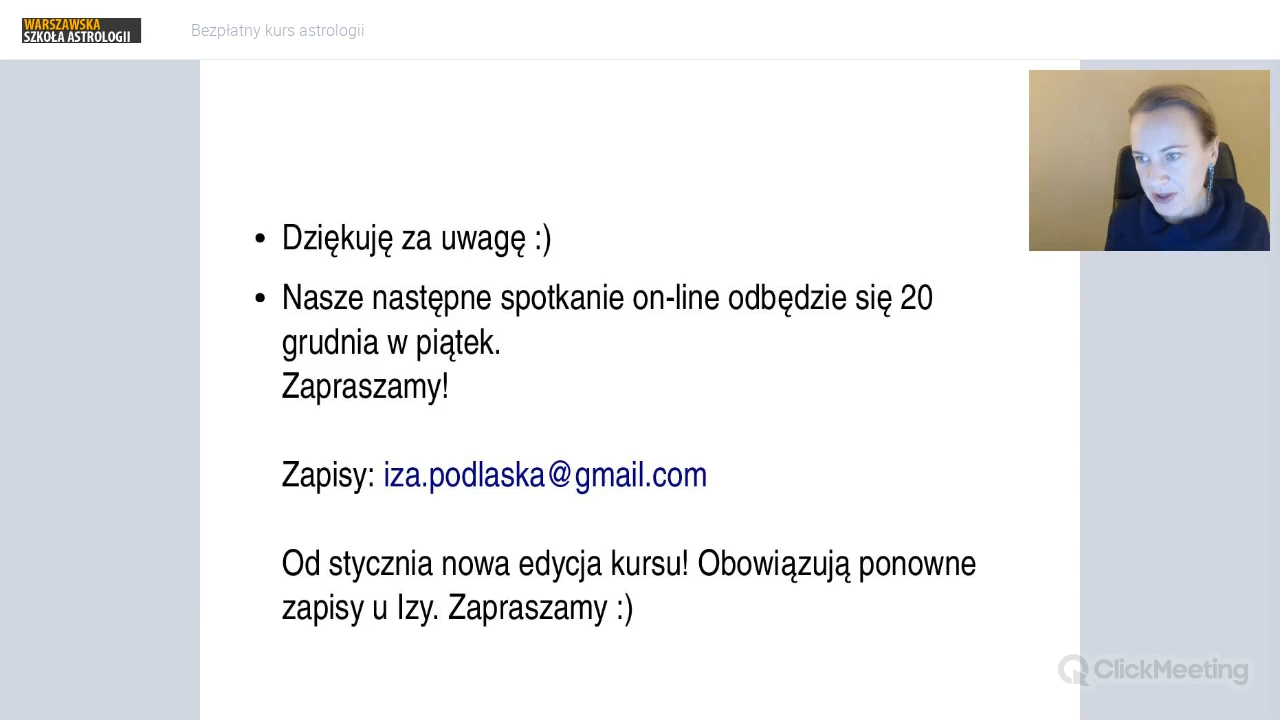 WARSZAWSKA
SZKOŁA ASTROLOGII
Bezpłatny kurs astrologii
• Dziękuję za uwagę :)
• Nasze następne spotkanie on-line odbędzie się 20
grudnia w piątek.
Zapraszamy!
Zapisy: iza.podlaska@gmail.com
Od stycznia nowa edycja kursu! Obowiązują ponowne
zapisy u Izy. Zapraszamy :)
ClickMeeting